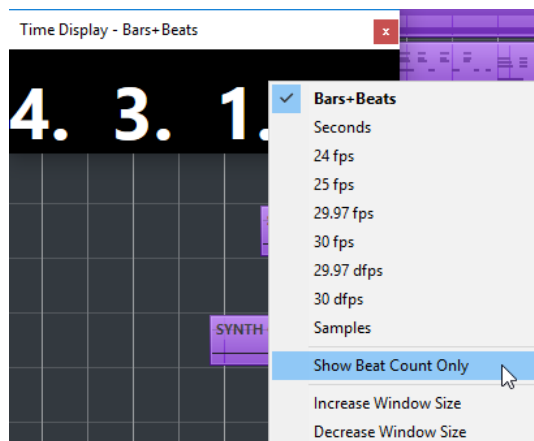 Time Display - Bars+Beats
x
4. 3. 1.
Bars+Beats
Seconds
24 fps
25 fps
29.97 fps
30 fps
29.97 dfps
30 dfps
Samples
SYNTH
Show Beat Count Only
Increase Window Size
Decrease Window Size